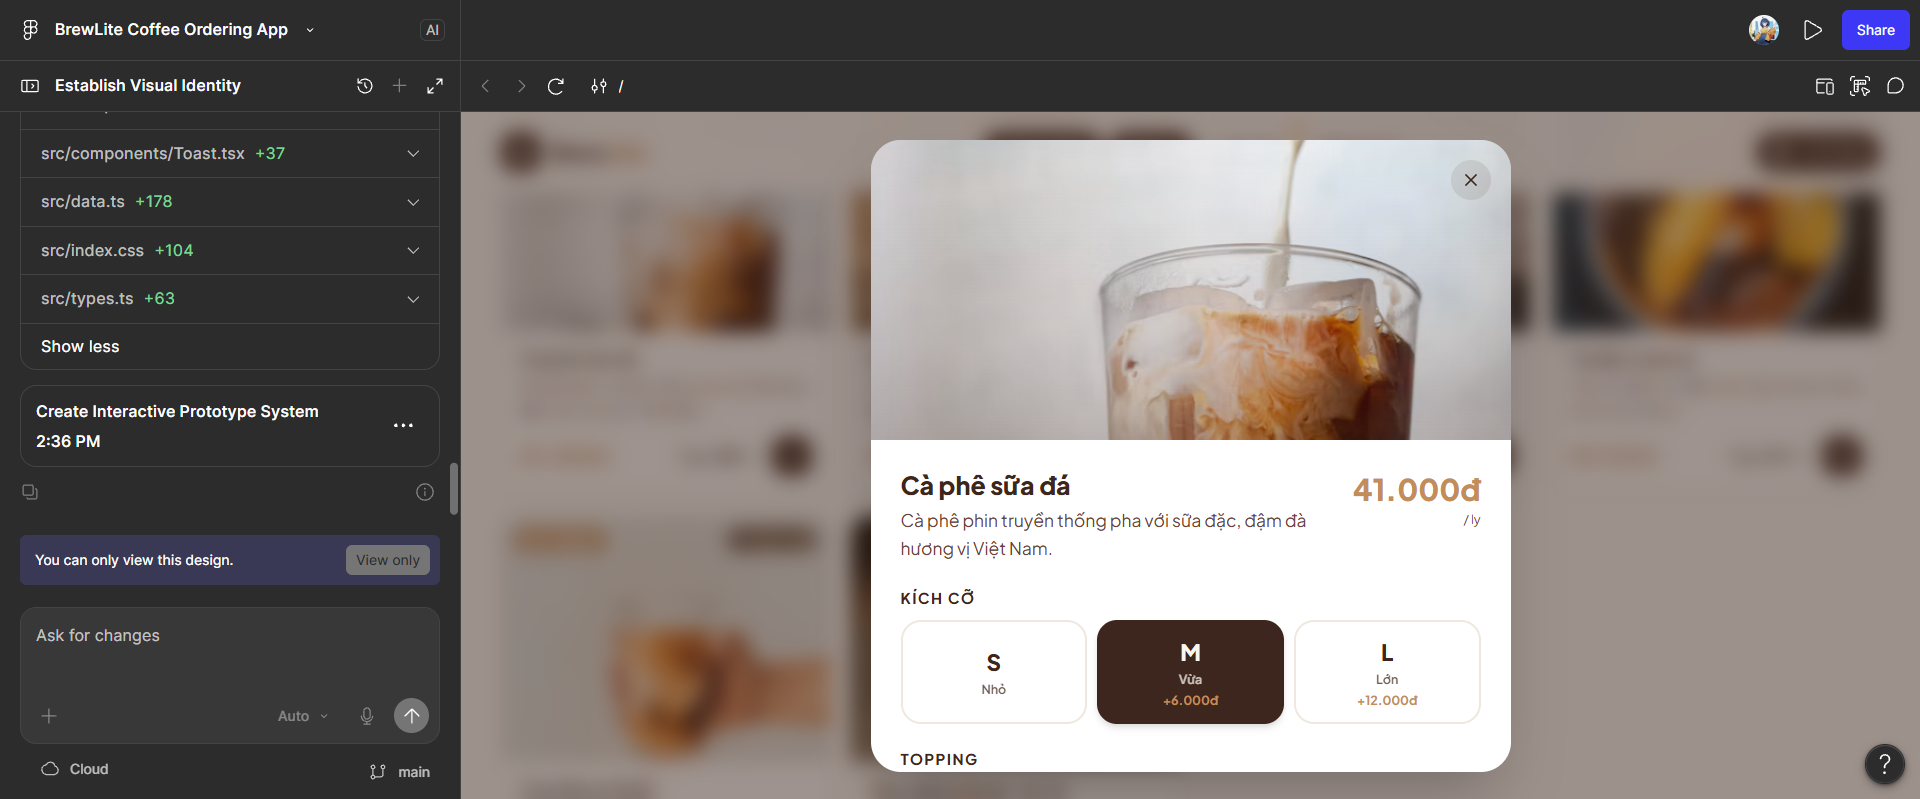 BrewLite Coffee Ordering App
AI
Share
Establish Visual Identity
/
src/components/Toast.tsx +37
src/data.ts +178
src/index.css +104
src/types.ts +63
Show less
Create Interactive Prototype System
2:36 PM
You can only view this design.
View only
Ask for changes
Auto
Cloud
main
Cà phê sữa đá
41.000đ
/ ly
Cà phê phin truyền thống pha với sữa đặc, đậm đà
hương vị Việt Nam.
KÍCH CỠ
S
Nhỏ
M
Vừa
+6.000đ
L
Lớn
+12.000đ
TOPPING
?